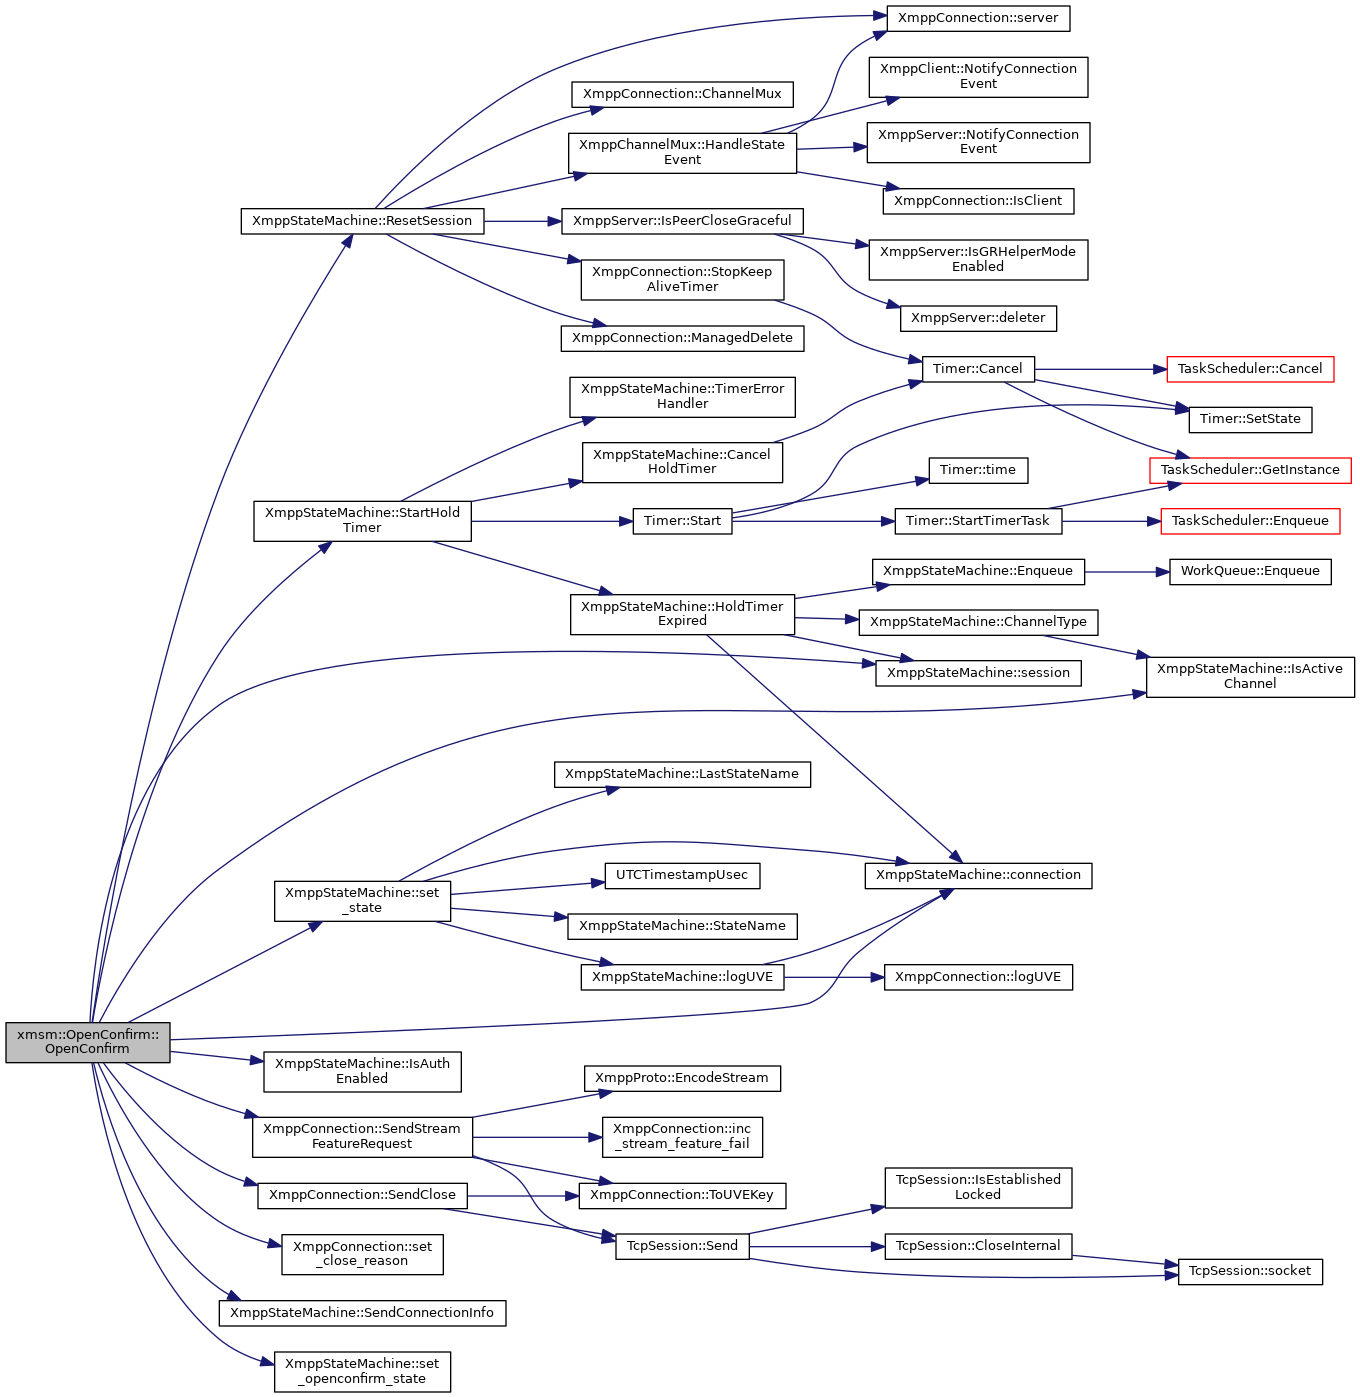 XmppConnection::server
XmppClient::NotifyConnection
Event
XmppConnection::ChannelMux
XmppServer::NotifyConnection
Event
XmppChannelMux::HandleState
Event
XmppConnection::IsClient
XmppStateMachine::ResetSession
XmppServer::IsPeerCloseGraceful
XmppServer::IsGRHelperMode
Enabled
XmppConnection::StopKeep
AliveTimer
XmppServer::deleter
XmppConnection::ManagedDelete
Timer::Cancel
TaskScheduler::Cancel
XmppStateMachine::TimerError
Handler
Timer::SetState
XmppStateMachine::Cancel
HoldTimer
Timer::time
TaskScheduler::GetInstance
XmppStateMachine::StartHold
Timer
Timer::Start
Timer::StartTimerTask
TaskScheduler::Enqueue
XmppStateMachine::Enqueue
WorkQueue::Enqueue
XmppStateMachine::HoldTimer
Expired
XmppStateMachine::ChannelType
XmppStateMachine::session
XmppStateMachine::IsActive
Channel
XmppStateMachine::LastStateName
XmppStateMachine::set
_state
UTCTimestampUsec
XmppStateMachine::connection
XmppStateMachine::StateName
XmppStateMachine::logUVE
XmppConnection::logUVE
xmsm::OpenConfirm::
OpenConfirm
XmppStateMachine::IsAuth
Enabled
XmppProto::EncodeStream
XmppConnection::SendStream
FeatureRequest
XmppConnection::inc
_stream_feature_fail
XmppConnection::SendClose
XmppConnection::ToUVEKey
TcpSession::IsEstablished
Locked
XmppConnection::set
_close_reason
TcpSession::Send
TcpSession::CloseInternal
TcpSession::socket
XmppStateMachine::SendConnectionInfo
XmppStateMachine::set
_openconfirm_state